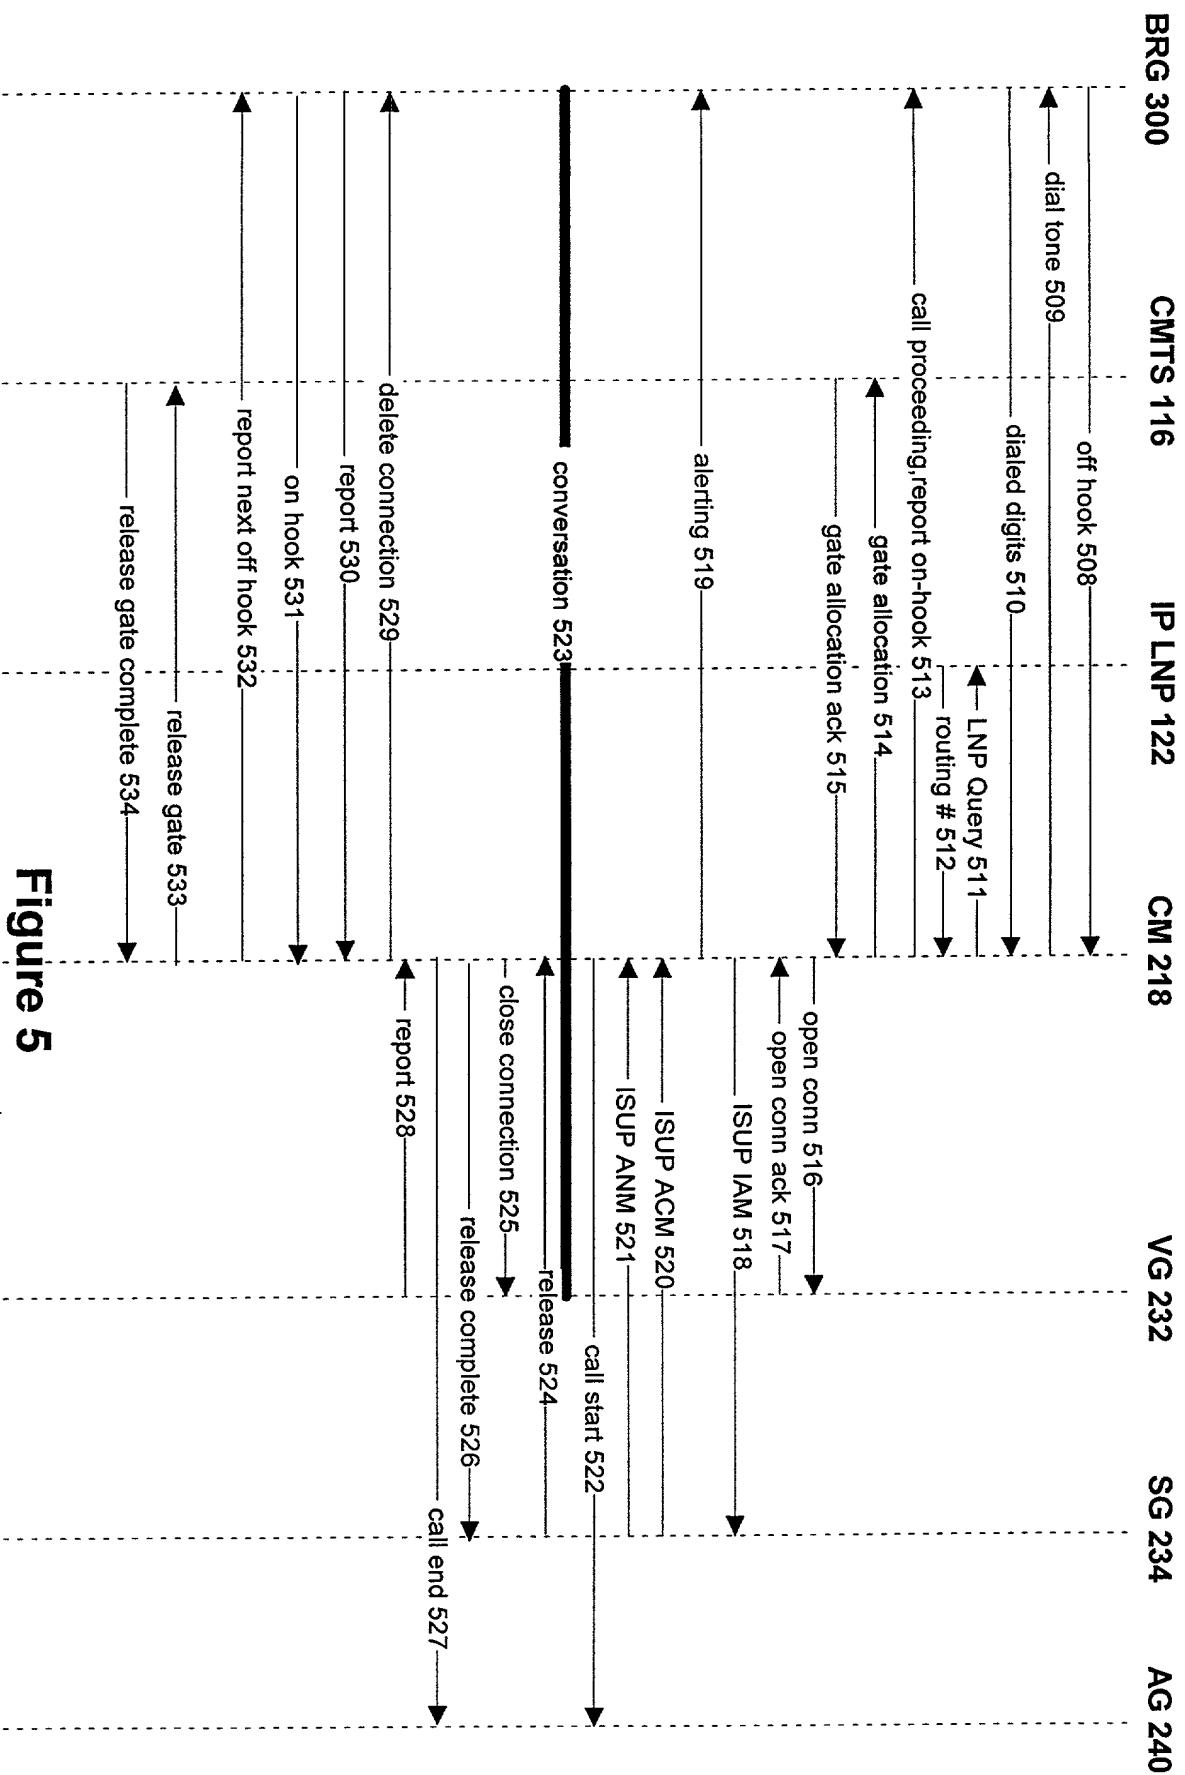 BRG 300
CMTS 116
IP LNP 122
CM 218
VG 232
SG 234
AG 240
off hook 508
dial tone 509
dialed digits 510
LNP Query 511
routing # 512
call proceeding,report on-hook 513
gate allocation 514
gate allocation ack 515
open conn 516
open conn ack 517
ISUP IAM 518
alerting 519
ISUP ACM 520
ISUP ANM 521
call start 522
conversation 523
release 524
close connection 525
release complete 526
call end 527
report 528
delete connection 529
report 530
on hook 531
report next off hook 532
release gate 533
release gate complete 534
Figure 5